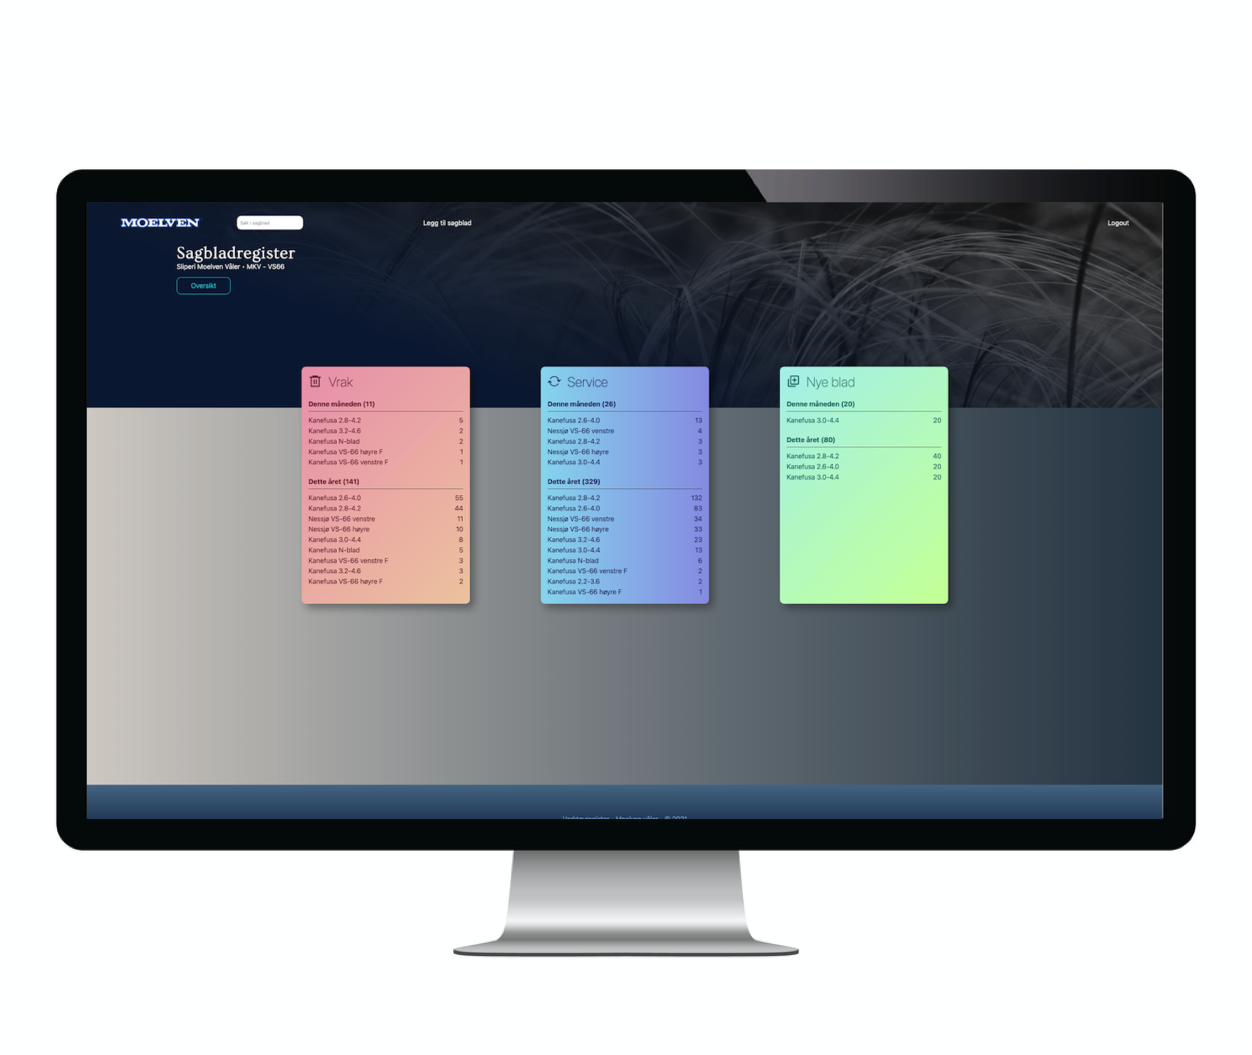 MOELVEN
Søk i sagblad
Legg til sagblad
Logout
Sagbladregister
Sliperi Moelven Våler • MKV - VS66
Oversikt
Vrak
Denne måneden (11)
Kanefusa 2.8-4.2 5
Kanefusa 3.2-4.6 2
Kanefusa N-blad 2
Kanefusa VS-66 høyre F 1
Kanefusa VS-66 venstre F 1
Dette året (141)
Kanefusa 2.6-4.0 55
Kanefusa 2.8-4.2 44
Nessjø VS-66 venstre 11
Nessjø VS-66 høyre 10
Kanefusa 3.0-4.4 8
Kanefusa N-blad 5
Kanefusa VS-66 venstre F 3
Kanefusa 3.2-4.6 3
Kanefusa VS-66 høyre F 2
Service
Denne måneden (26)
Kanefusa 2.6-4.0 13
Nessjø VS-66 venstre 4
Kanefusa 2.8-4.2 3
Nessjø VS-66 høyre 3
Kanefusa 3.0-4.4 3
Dette året (329)
Kanefusa 2.8-4.2 132
Kanefusa 2.6-4.0 83
Nessjø VS-66 venstre 34
Nessjø VS-66 høyre 33
Kanefusa 3.2-4.6 23
Kanefusa 3.0-4.4 13
Kanefusa N-blad 6
Kanefusa VS-66 venstre F 2
Kanefusa 2.2-3.6 2
Kanefusa VS-66 høyre F 1
Nye blad
Denne måneden (20)
Kanefusa 3.0-4.4 20
Dette året (80)
Kanefusa 2.8-4.2 40
Kanefusa 2.6-4.0 20
Kanefusa 3.0-4.4 20
Moelven våler © 2021